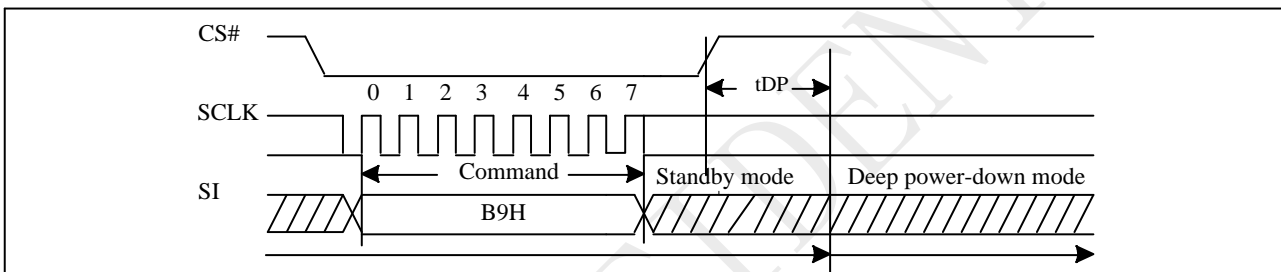 CS#
tDP
0 1 2 3 4 5 6 7
SCLK
Command
Standby mode
Deep power-down mode
SI
B9H